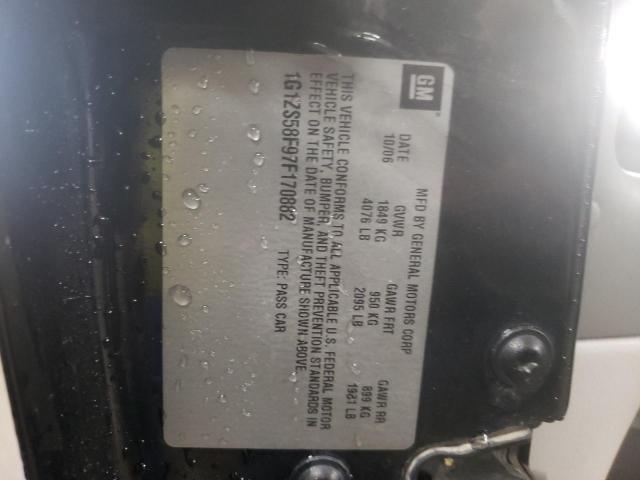 GM
MFD BY GENERAL MOTORS CORP
DATE GVWR GAWR FRT GAWR RR
10/06 1849 KG 950 KG 899 KG
4076 LB 2095 LB 1981 LB
THIS VEHICLE CONFORMS TO ALL APPLICABLE U.S. FEDERAL MOTOR
VEHICLE SAFETY, BUMPER, AND THEFT PREVENTION STANDARDS IN
EFFECT ON THE DATE OF MANUFACTURE SHOWN ABOVE.
1G1ZS58F97F170882 TYPE: PASS CAR